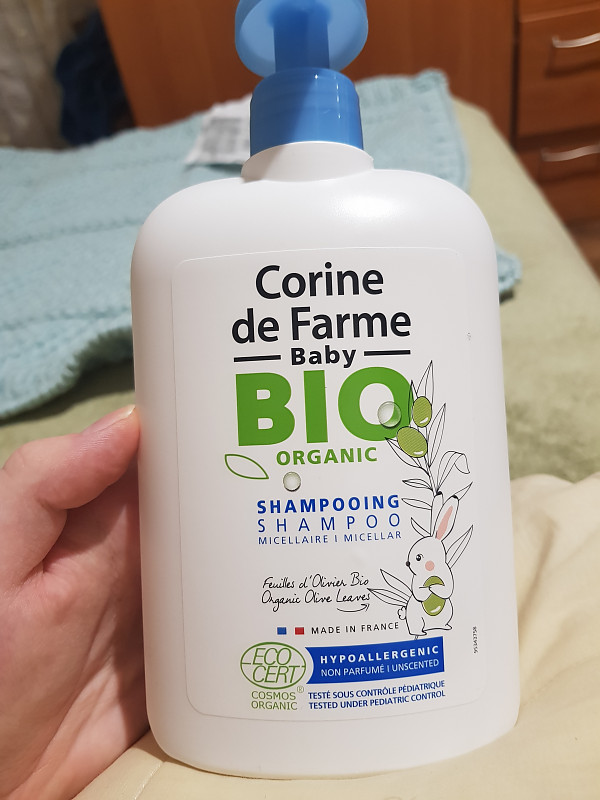 Corine
de Farme
Baby
BIO
ORGANIC
SHAMPOOING
SHAMPOO
MICELLAIRE I MICELLAR
Feuilles d'Olivier Bio
Organic Olive Leaves
MADE IN FRANCE
ECO
CERT®
COSMOS
ORGANIC
HYPOALLERGENIC
NON PARFUMÉ I UNSCENTED
TESTÉ SOUS CONTRÔLE PÉDIATRIQUE
TESTED UNDER PEDIATRIC CONTROL